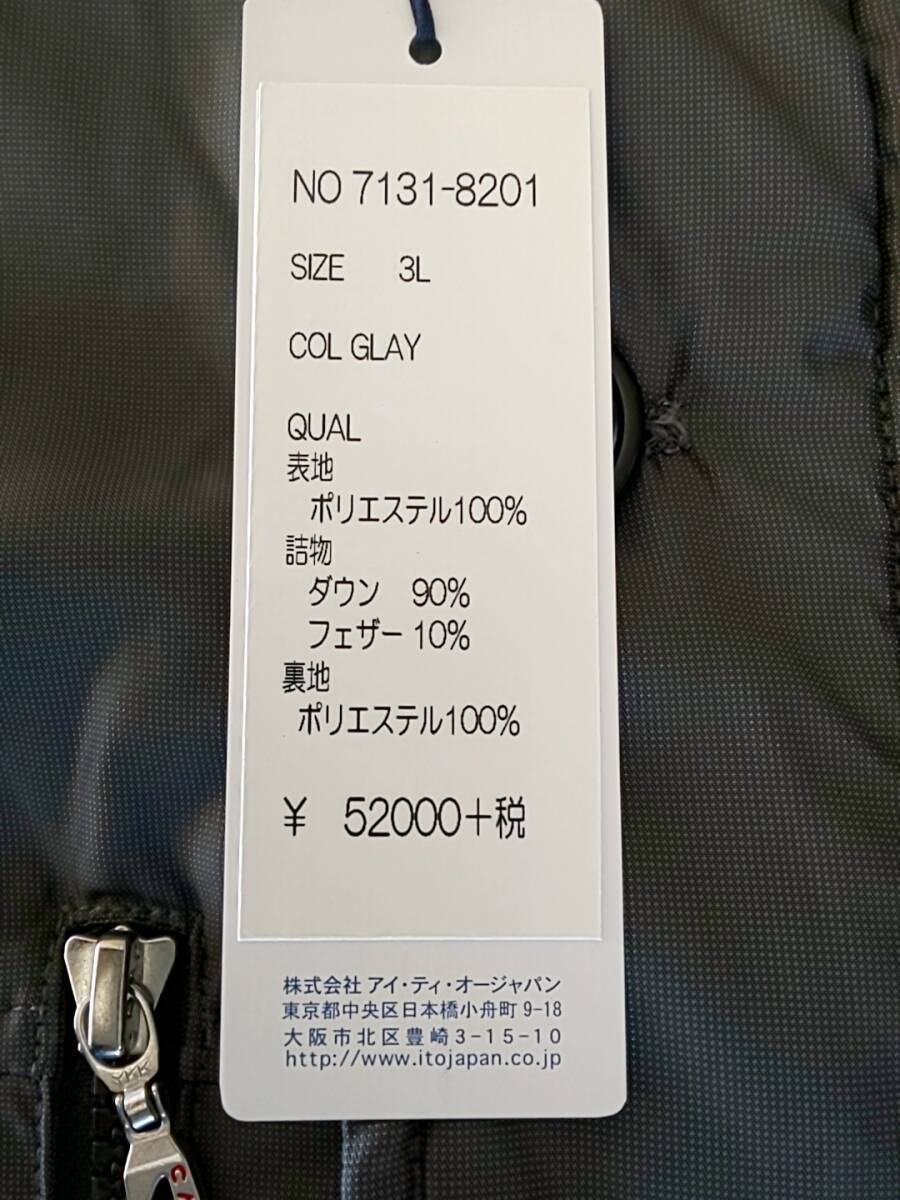 NO 7131-8201
SIZE 3L
COL GLAY
QUAL
表地
ポリエステル100%
詰物
ダウン 90%
フェザー 10%
裏地
ポリエステル100%
¥ 52000+税
株式会社 アイ・ティ・オージャパン
東京都中央区日本橋小舟町 9-18
大阪市北区豊崎3-15-10
http://www.itojapan.co.jp
YKK